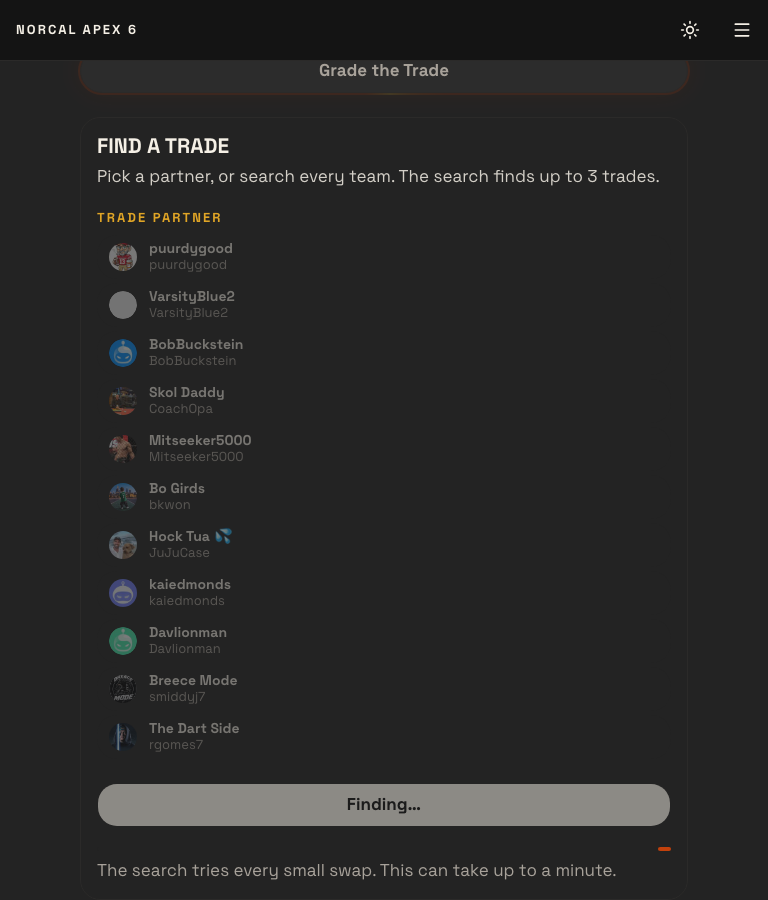 NORCAL APEX 6
Grade the Trade
FIND A TRADE
Pick a partner, or search every team. The search finds up to 3 trades.
TRADE PARTNER
puurdygood
puurdygood
VarsityBlue2
VarsityBlue2
BobBuckstein
BobBuckstein
Skol Daddy
CoachOpa
Mitseeker5000
Mitseeker5000
Bo Girds
bkwon
Hock Tua 💦
JuJuCase
kaiedmonds
kaiedmonds
Davlionman
Davlionman
Breece Mode
smiddyj7
The Dart Side
rgomes7
Finding...
The search tries every small swap. This can take up to a minute.